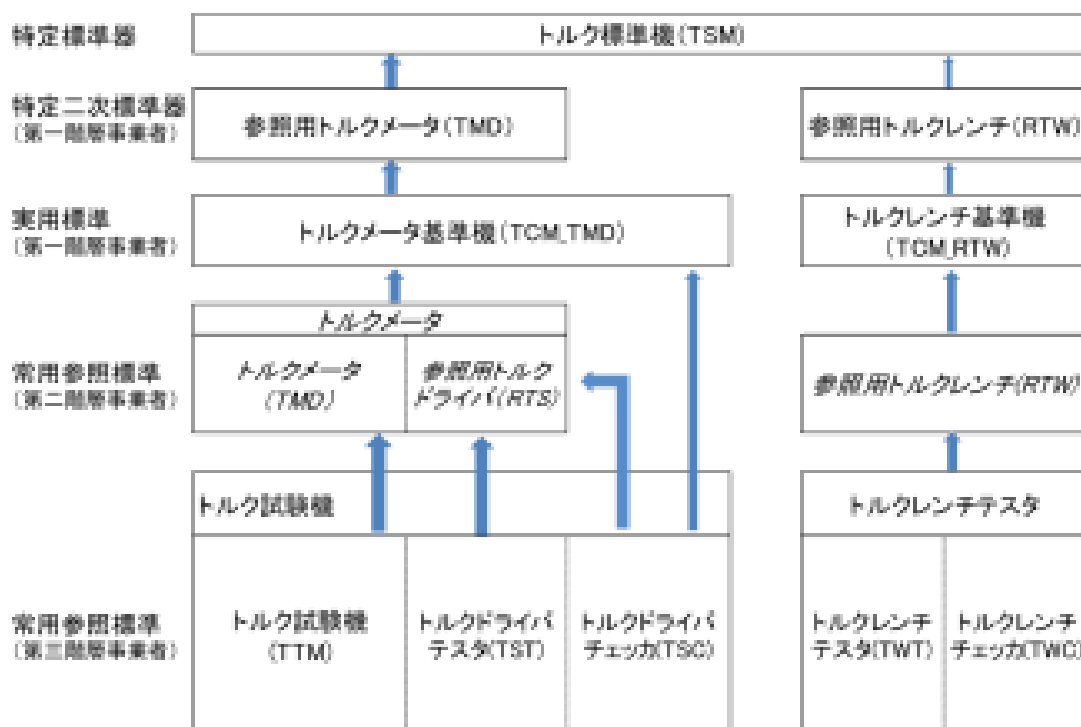 特定標準器
トルク標準機(TSM)
特定二次標準器
(第一階層事業者)
参照用トルクメータ(TMD)
参照用トルクレンチ(RTW)
実用標準
(第一階層事業者)
トルクメータ基準機(TCM_TMD)
トルクレンチ基準機
(TCM_RTW)
トルクメータ
常用参照標準
(第二階層事業者)
トルクメータ
(TMD)
参照用トルク
ドライバ(RTS)
参照用トルクレンチ(RTW)
トルク試験機
トルクレンチテスタ
常用参照標準
(第三階層事業者)
トルク試験機
(TTM)
トルクドライバ
テスタ(TST)
トルクドライバ
チェッカ(TSC)
トルクレンチ
テスタ(TWT)
トルクレンチ
チェッカ(TWC)